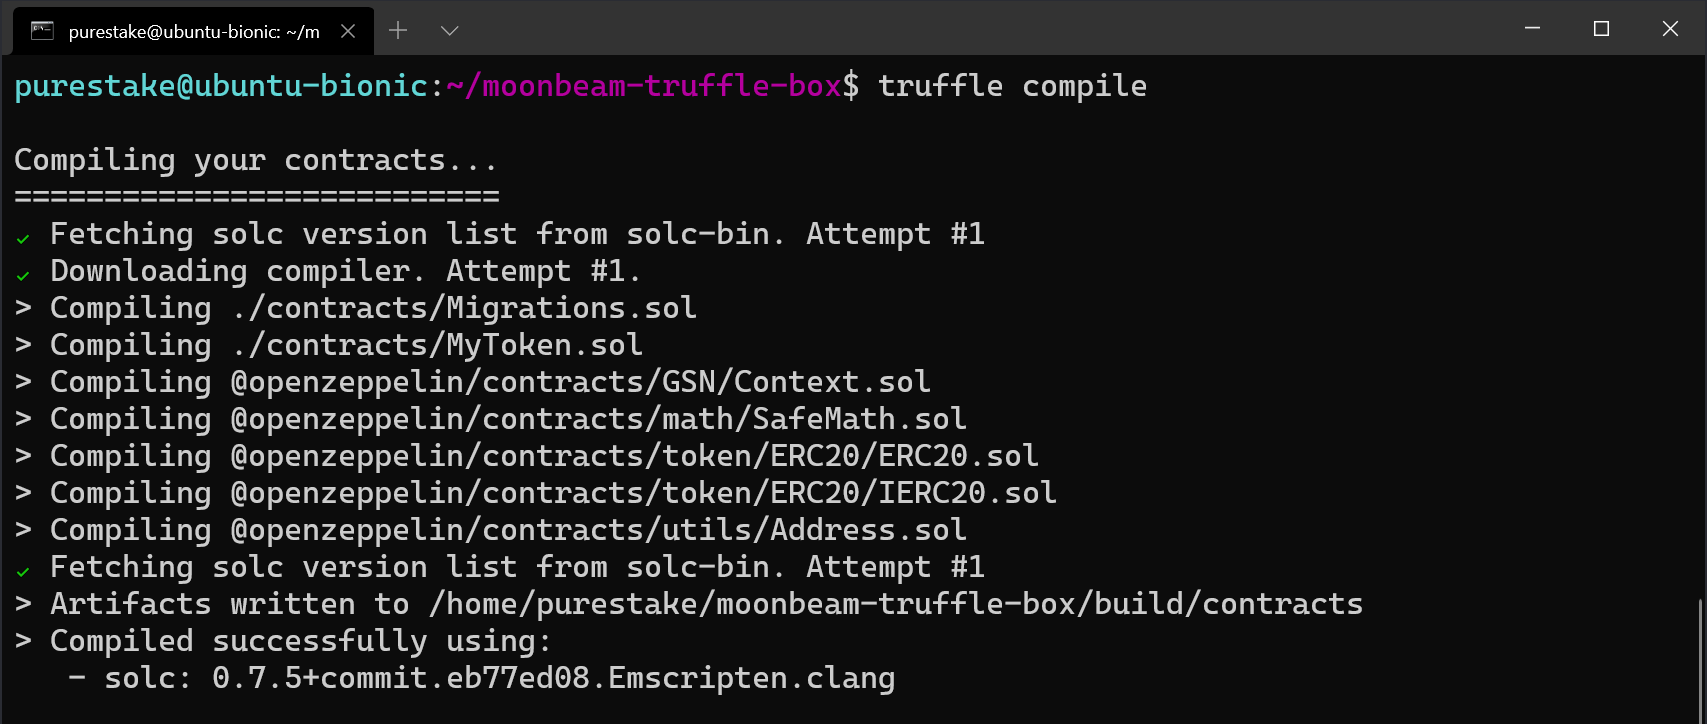 purestake@ubuntu-bionic: ~/m
purestake@ubuntu-bionic:~/moonbeam-truffle-box$ truffle compile
Compiling your contracts...
===========================
✓ Fetching solc version list from solc-bin. Attempt #1
✓ Downloading compiler. Attempt #1.
> Compiling ./contracts/Migrations.sol
> Compiling ./contracts/MyToken.sol
> Compiling @openzeppelin/contracts/GSN/Context.sol
> Compiling @openzeppelin/contracts/math/SafeMath.sol
> Compiling @openzeppelin/contracts/token/ERC20/ERC20.sol
> Compiling @openzeppelin/contracts/token/ERC20/IERC20.sol
> Compiling @openzeppelin/contracts/utils/Address.sol
✓ Fetching solc version list from solc-bin. Attempt #1
> Artifacts written to /home/purestake/moonbeam-truffle-box/build/contracts
> Compiled successfully using:
   - solc: 0.7.5+commit.eb77ed08.Emscripten.clang